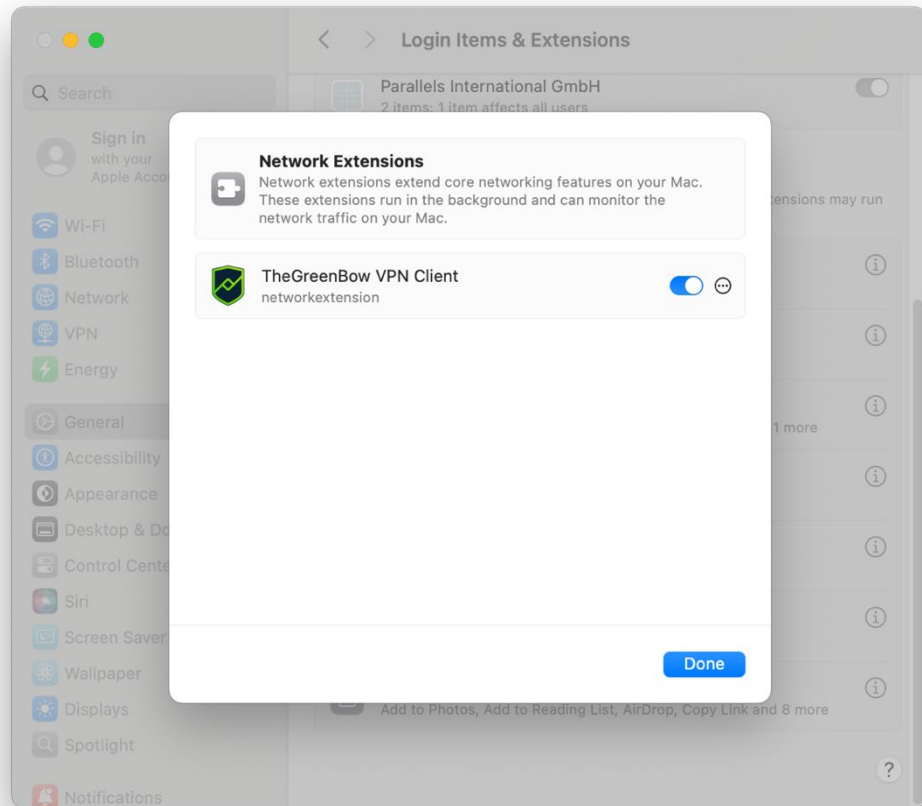 Login Items & Extensions
Search
Sign in
with your
Apple Acco
Wi-Fi
Bluetooth
Network
VPN
Energy
General
Accessibility
Appearance
Desktop & Do
Control Cente
Siri
Screen Saver
Wallpaper
Displays
Spotlight
Notifications
Parallels International GmbH
2 items: 1 item affects all users
tensions may run
1 more
Add to Photos, Add to Reading List, AirDrop, Copy Link and 8 more
?
Network Extensions
Network extensions extend core networking features on your Mac.
These extensions run in the background and can monitor the
network traffic on your Mac.
TheGreenBow VPN Client
networkextension
Done